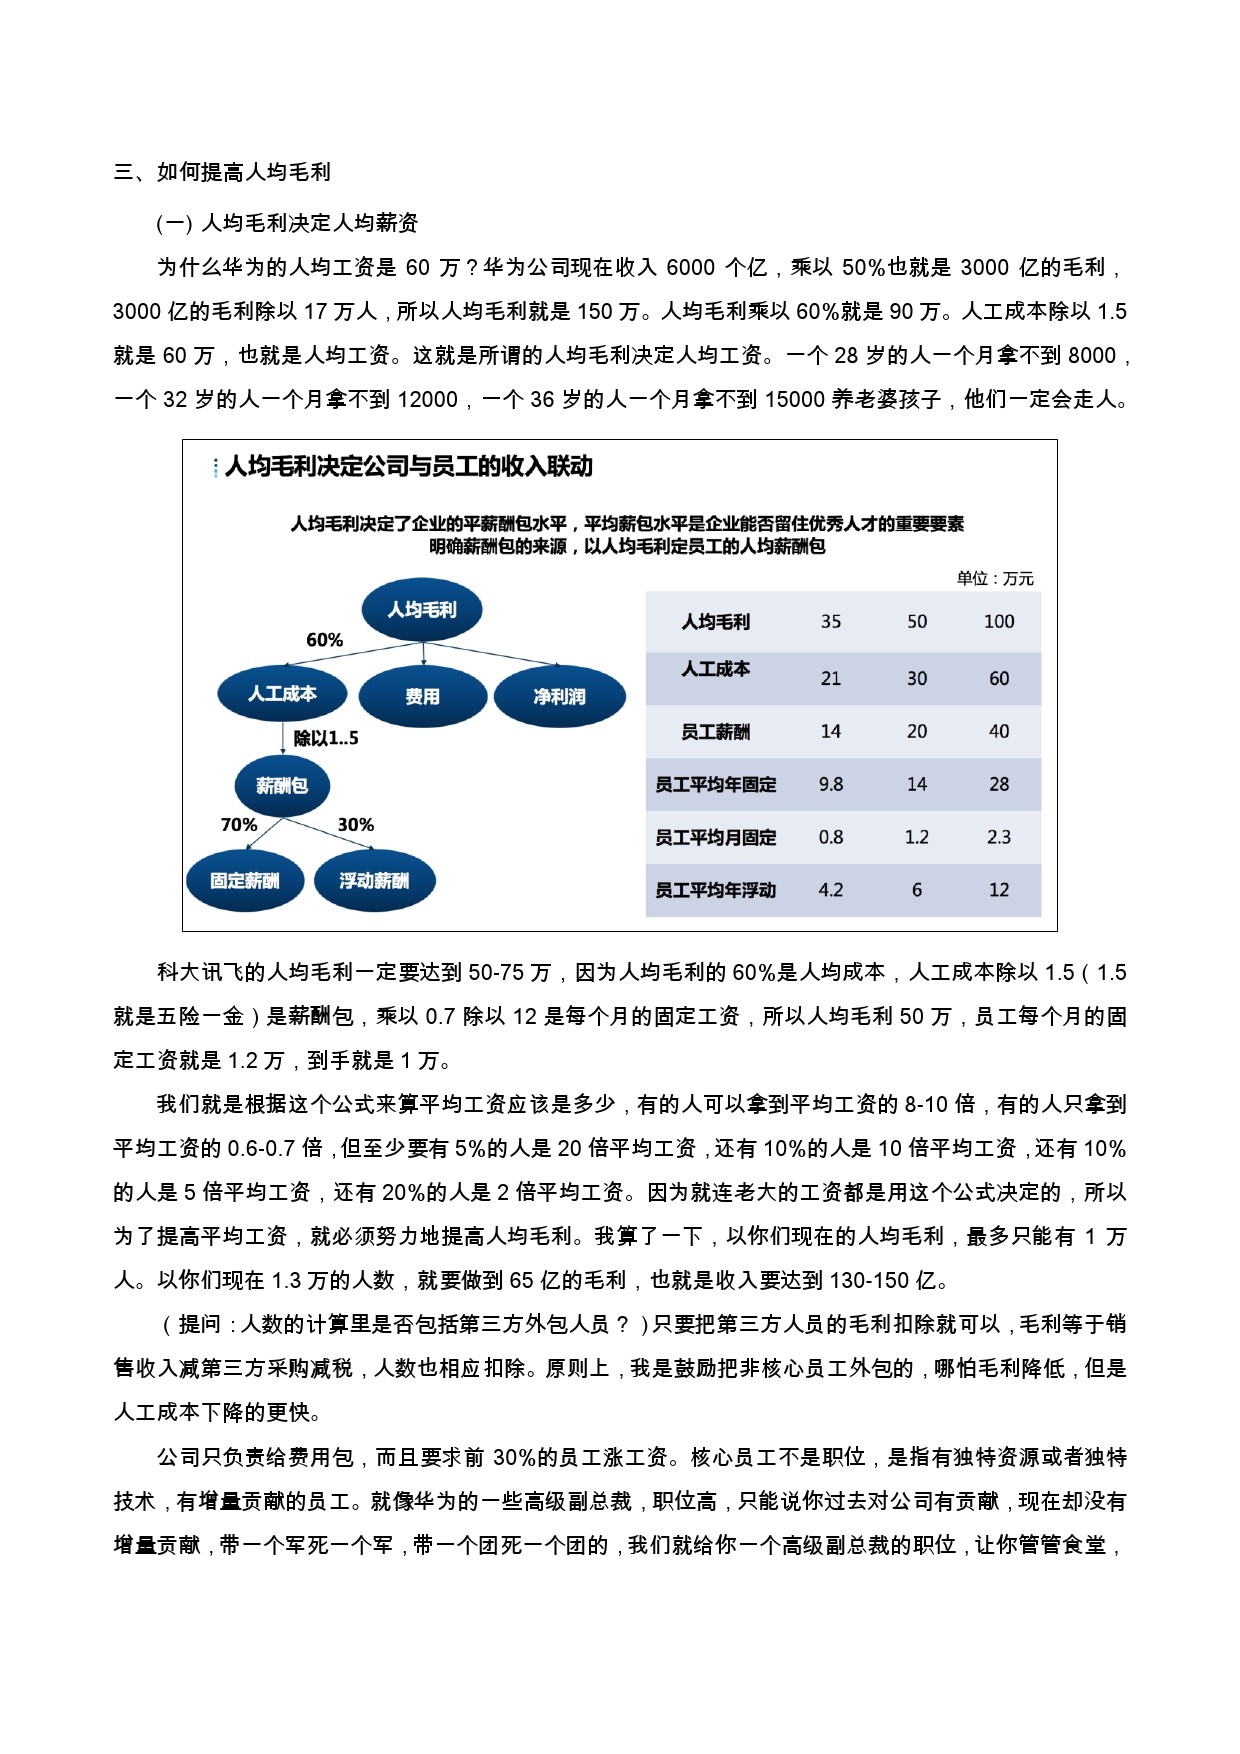 三、如何提高人均毛利
(一) 人均毛利决定人均薪资
为什么华为的人均工资是 60 万？华为公司现在收入 6000 个亿，乘以 50%也就是 3000 亿的毛利，
3000 亿的毛利除以 17 万人，所以人均毛利就是 150 万。人均毛利乘以 60%就是 90 万。人工成本除以 1.5
就是 60 万，也就是人均工资。这就是所谓的人均毛利决定人均工资。一个 28 岁的人一个月拿不到 8000，
一个 32 岁的人一个月拿不到 12000，一个 36 岁的人一个月拿不到 15000 养老婆孩子，他们一定会走人。
人均毛利决定公司与员工的收入联动
人均毛利决定了企业的平薪酬包水平，平均薪包水平是企业能否留住优秀人才的重要要素
明确薪酬包的来源，以人均毛利定员工的人均薪酬包
单位：万元
人均毛利
60%
人工成本 费用 净利润
除以1..5
薪酬包
70% 30%
固定薪酬 浮动薪酬
人均毛利 35 50 100
人工成本 21 30 60
员工薪酬 14 20 40
员工平均年固定 9.8 14 28
员工平均月固定 0.8 1.2 2.3
员工平均年浮动 4.2 6 12
科大讯飞的人均毛利一定要达到 50-75 万，因为人均毛利的 60%是人均成本，人工成本除以 1.5（1.5
就是五险一金）是薪酬包，乘以 0.7 除以 12 是每个月的固定工资，所以人均毛利 50 万，员工每个月的固
定工资就是 1.2 万，到手就是 1 万。
我们就是根据这个公式来算平均工资应该是多少，有的人可以拿到平均工资的 8-10 倍，有的人只拿到
平均工资的 0.6-0.7 倍，但至少要有 5%的人是 20 倍平均工资，还有 10%的人是 10 倍平均工资，还有 10%
的人是 5 倍平均工资，还有 20%的人是 2 倍平均工资。因为就连老大的工资都是用这个公式决定的，所以
为了提高平均工资，就必须努力地提高人均毛利。我算了一下，以你们现在的人均毛利，最多只能有 1 万
人。以你们现在 1.3 万的人数，就要做到 65 亿的毛利，也就是收入要达到 130-150 亿。
（提问：人数的计算里是否包括第三方外包人员？）只要把第三方人员的毛利扣除就可以，毛利等于销
售收入减第三方采购减税，人数也相应扣除。原则上，我是鼓励把非核心员工外包的，哪怕毛利降低，但是
人工成本下降的更快。
公司只负责给费用包，而且要求前 30%的员工涨工资。核心员工不是职位，是指有独特资源或者独特
技术，有增量贡献的员工。就像华为的一些高级副总裁，职位高，只能说你过去对公司有贡献，现在却没有
增量贡献，带一个军死一个军，带一个团死一个团的，我们就给你一个高级副总裁的职位，让你管管食堂，